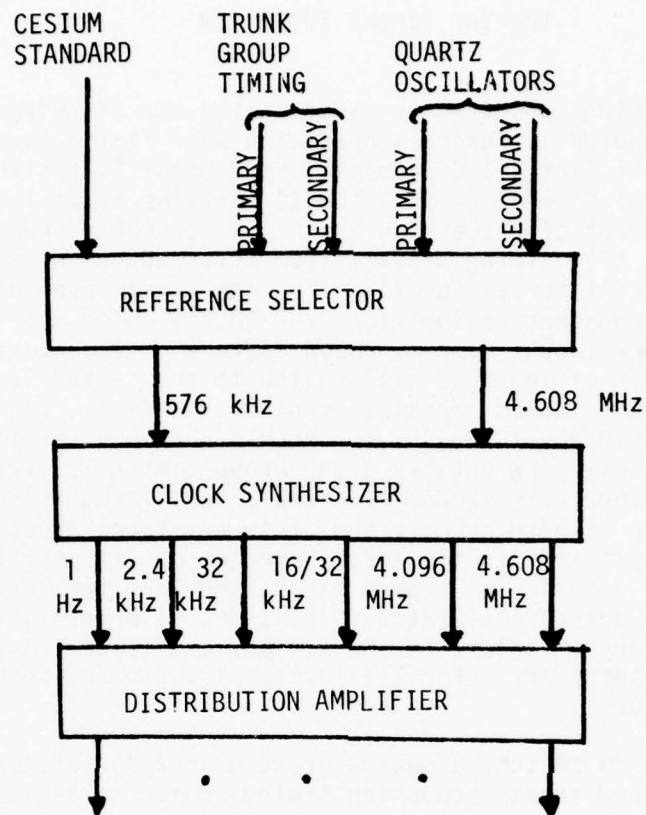 CESIUM
STANDARD
TRUNK
GROUP
TIMING
QUARTZ
OSCILLATORS
PRIMARY
SECONDARY
PRIMARY
SECONDARY
REFERENCE SELECTOR
576 kHz
4.608 MHz
CLOCK SYNTHESIZER
1
Hz
2.4
kHz
32
kHz
16/32
kHz
4.096
MHz
4.608
MHz
DISTRIBUTION AMPLIFIER